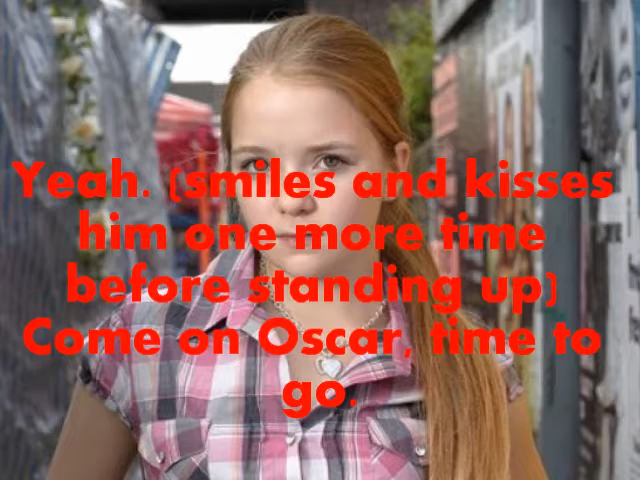 Yeah. (smiles and kisses
him one more time
before standing up)
Come on Oscar, time to
go.